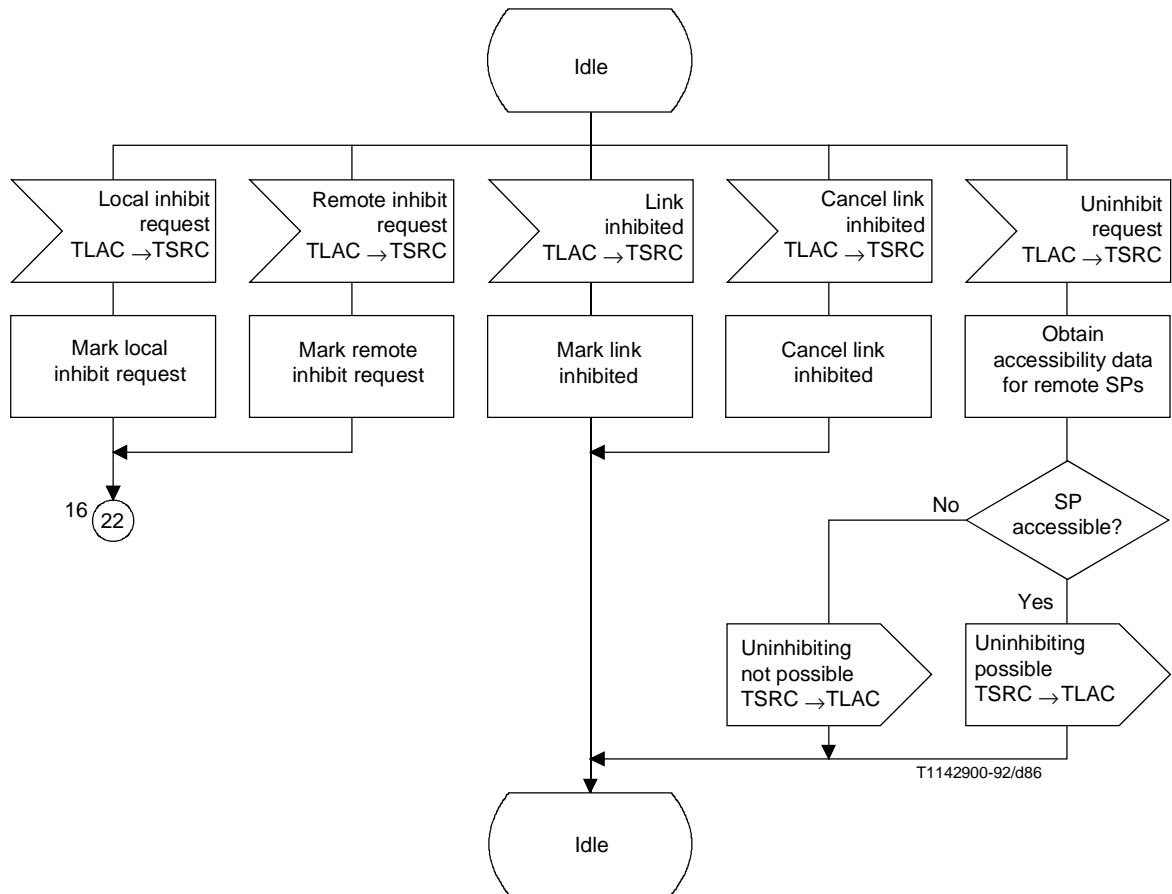 Idle
Local inhibit
request
TLAC →TSRC
Remote inhibit
request
TLAC →TSRC
Link
inhibited
TLAC →TSRC
Cancel link
inhibited
TLAC →TSRC
Uninhibit
request
TLAC →TSRC
Mark local
inhibit request
Mark remote
inhibit request
Mark link
inhibited
Cancel link
inhibited
Obtain
accessibility data
for remote SPs
16
22
No
SP
accessible?
Yes
Uninhibiting
not possible
TSRC →TLAC
Uninhibiting
possible
TSRC →TLAC
T1142900-92/d86
Idle